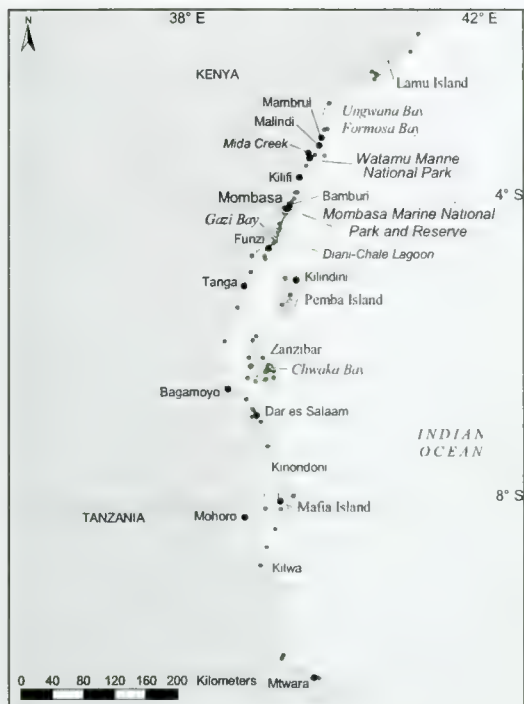 38° E
42° E
N
KENYA
Lamu Island
Mambrui
Ungwana Bay
Malindi
Formosa Bay
Mida Creek
Watamu Marine
National Park
Kilifi
4° S
Mombasa
Bamburi
Gazi Bay
Mombasa Marine National
Park and Reserve
Funzi
Diani-Chale Lagoon
Tanga
Kilindini
Pemba Island
Zanzibar
Chwaka Bay
Bagamoyo
Dar es Salaam
INDIAN
OCEAN
Kinondoni
8° S
Mafia Island
TANZANIA
Mohoro
Kilwa
Kilometers
Mtwara
0 40 80 120 160 200